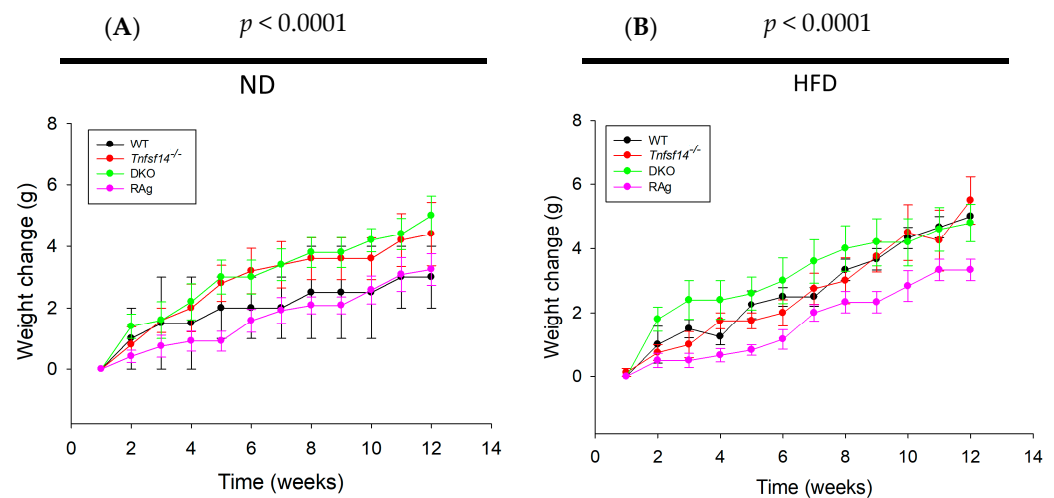 (A) p < 0.0001
ND
8
6
4
2
0
WT
Tnfsf14-/-
DKO
RAg
Weight change (g)
0 2 4 6 8 10 12 14
Time (weeks)
(B) p < 0.0001
HFD
8
6
4
2
0
WT
Tnfsf14-/-
DKO
RAg
Weight change (g)
0 2 4 6 8 10 12 14
Time (weeks)